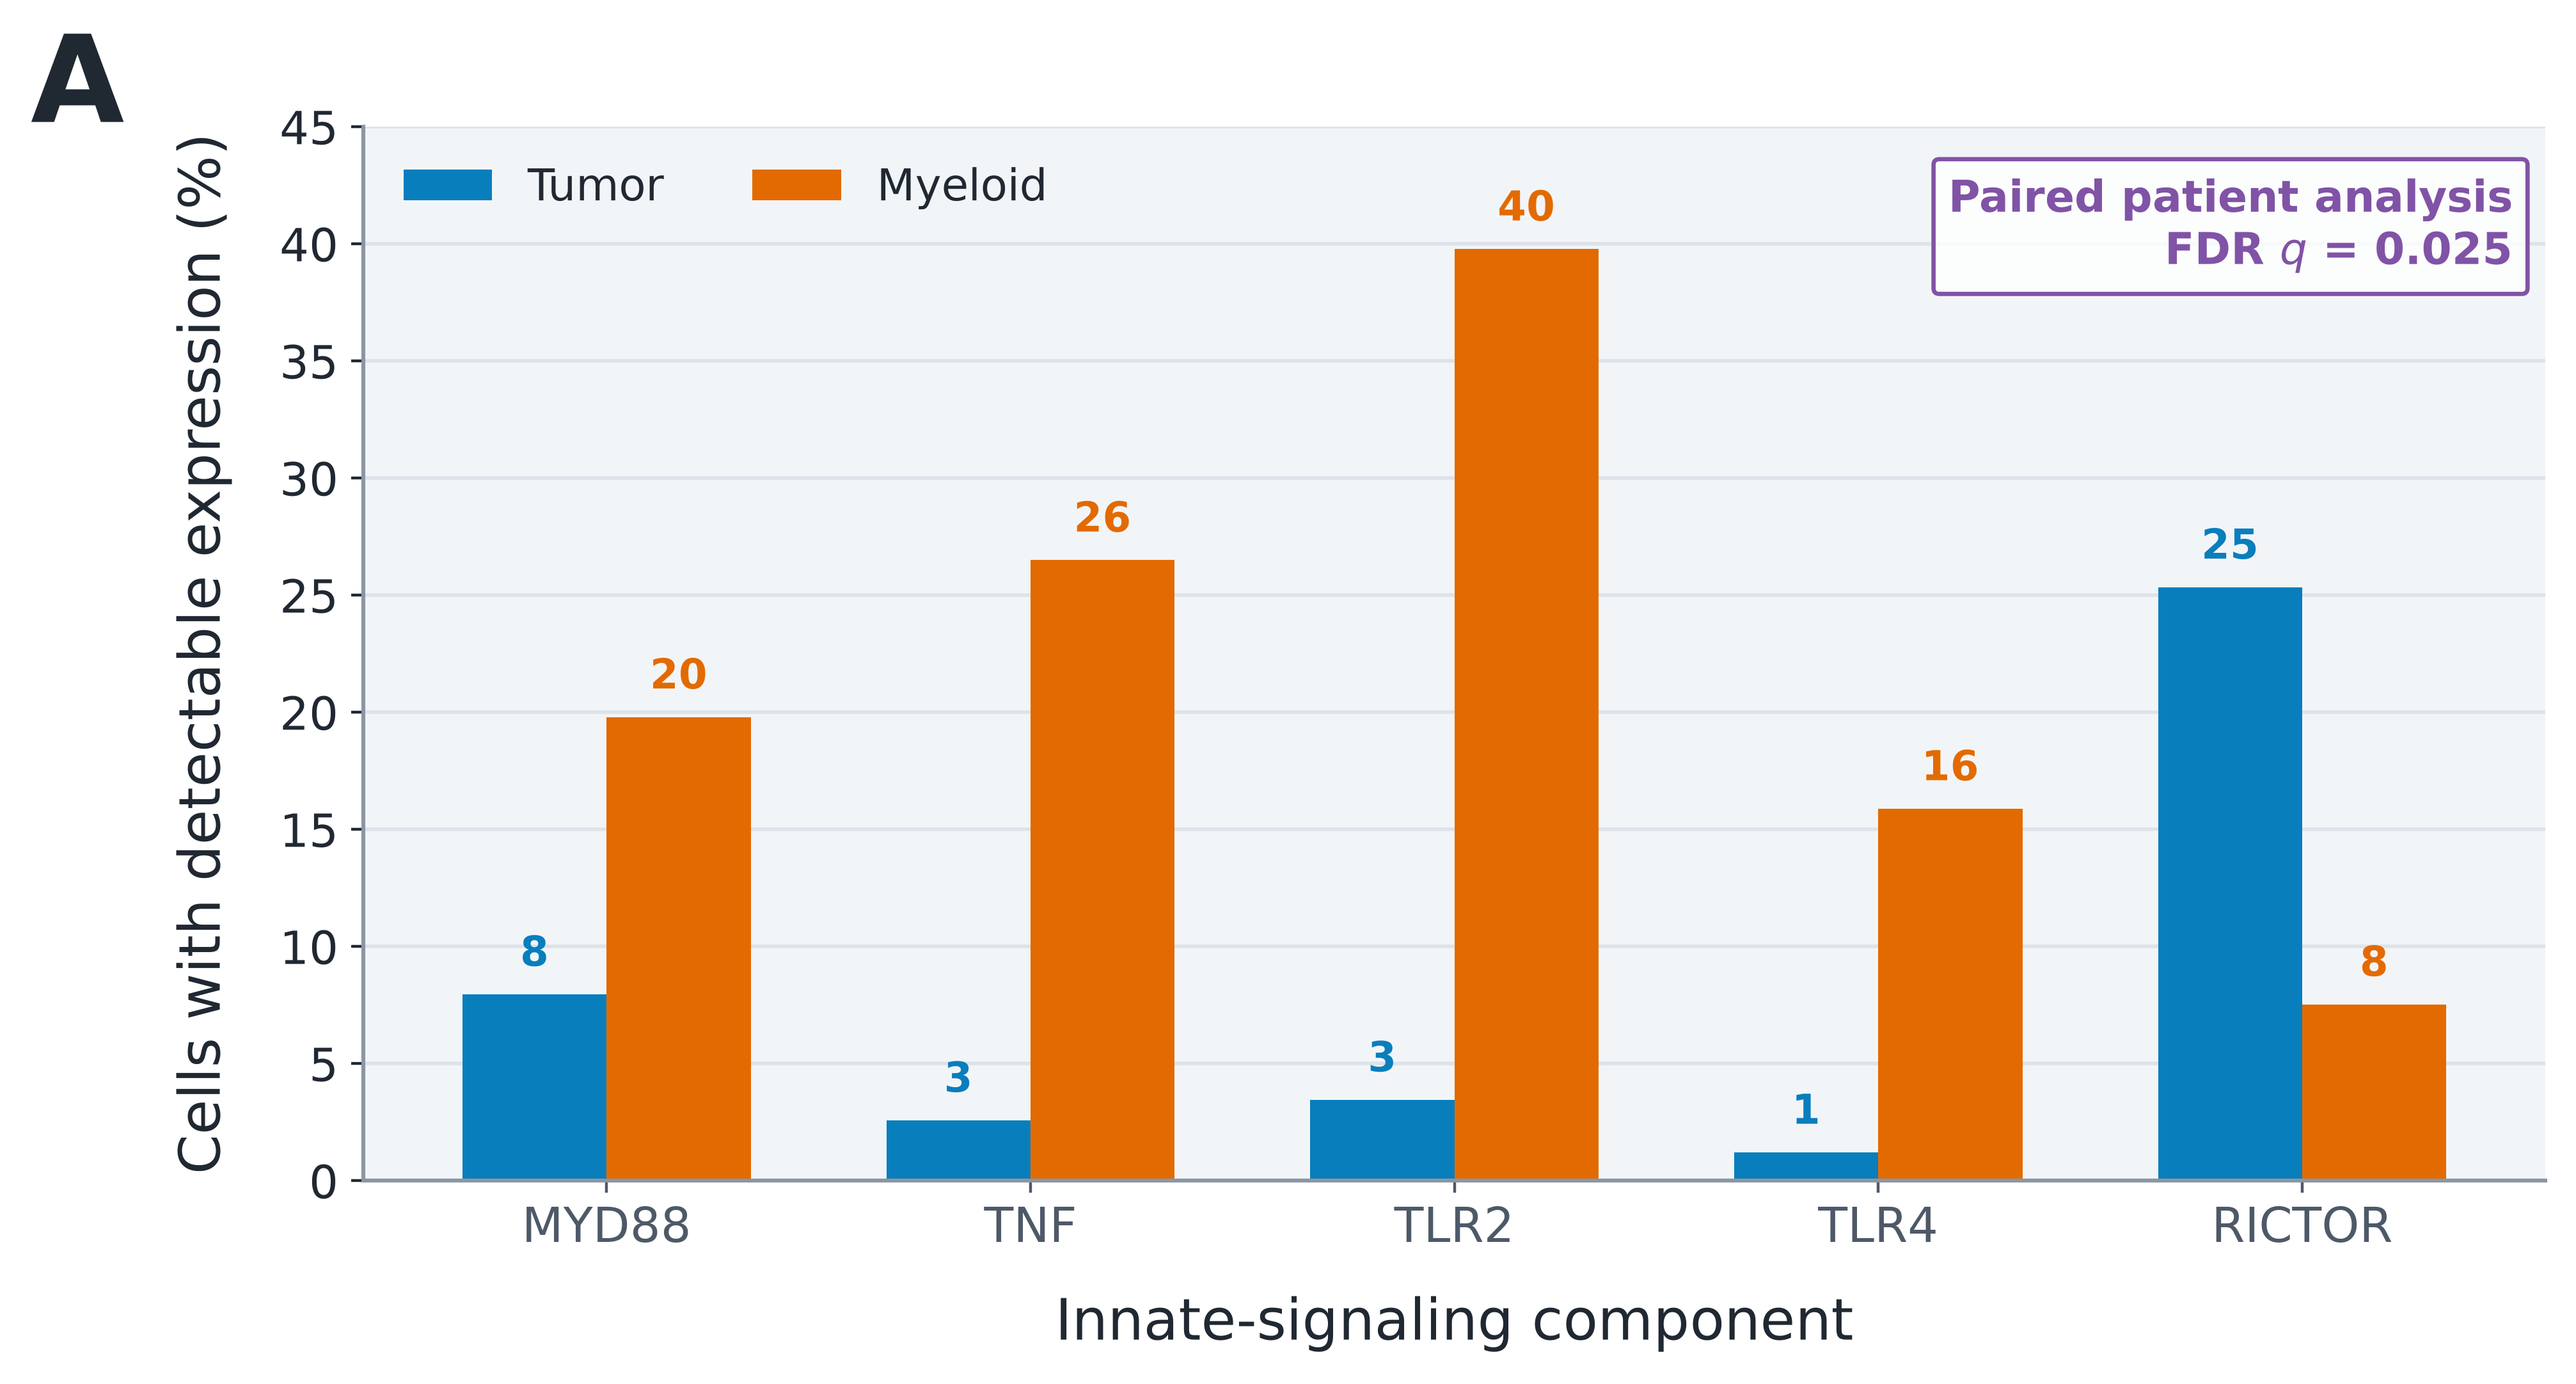 A
Cells with detectable expression (%)
45
40
35
30
25
20
15
10
5
0
Tumor
Myeloid
Paired patient analysis
FDR q = 0.025
8
20
3
26
3
40
1
16
25
8
MYD88
TNF
TLR2
TLR4
RICTOR
Innate-signaling component